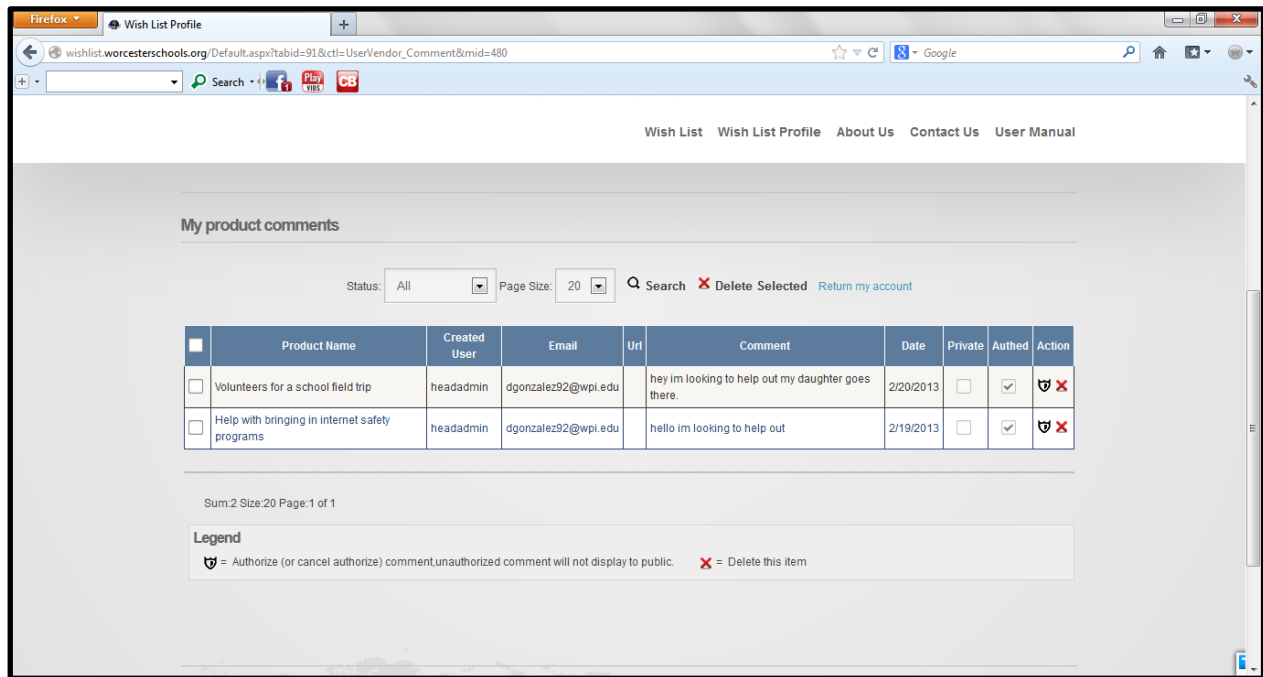 Firefox
Wish List Profile
wishlist.worcesterschools.org/Default.aspx?tabid=91&ctl=UserVendor_Comment&mid=480
Google
Search
1
Play
VIDS
CB
Wish List Wish List Profile About Us Contact Us User Manual
My product comments
Status: All Page Size: 20 Search Delete Selected Return my account
Product Name Created User Email Url Comment Date Private Authed Action
Volunteers for a school field trip headadmin dgonzalez92@wpi.edu hey im looking to help out my daughter goes
there. 2/20/2013
Help with bringing in internet safety
programs headadmin dgonzalez92@wpi.edu hello im looking to help out 2/19/2013
Sum:2 Size:20 Page:1 of 1
Legend
= Authorize (or cancel authorize) comment,unauthorized comment will not display to public. = Delete this item